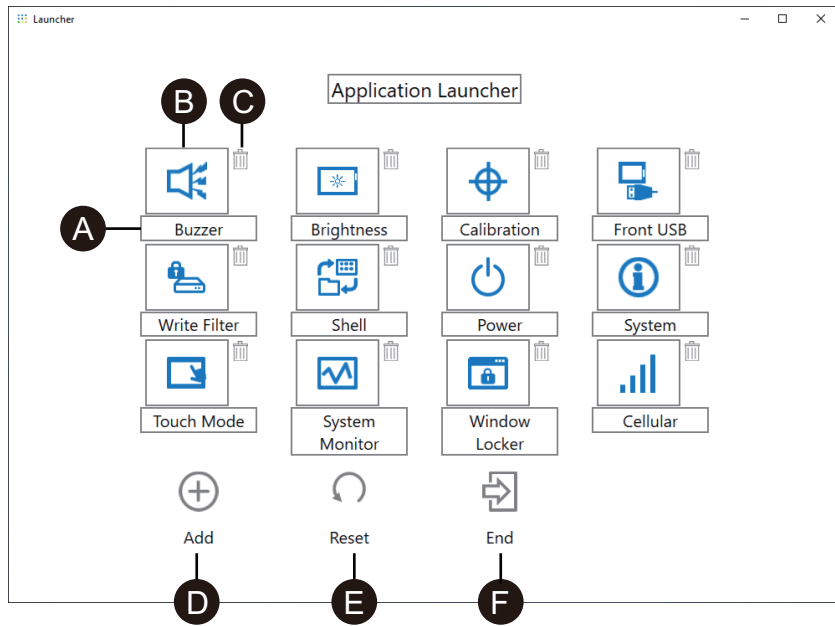 Launcher
Application Launcher
B
C
A
Buzzer
Brightness
Calibration
Front USB
Write Filter
Shell
Power
System
Touch Mode
System
Monitor
Window
Locker
Cellular
Add
Reset
End
D
E
F